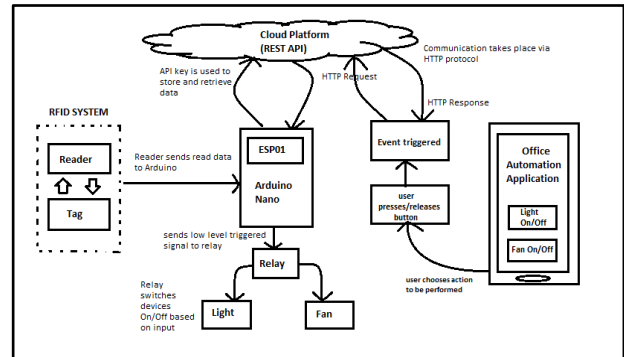 Cloud Platform
(REST API)
API key is used to
store and retrieve
data
HTTP Request
Communication takes place via
HTTP protocol
HTTP Response
RFID SYSTEM
Reader
Tag
Reader sends read data
to Arduino
ESP01
Arduino
Nano
Event triggered
user
presses/releases
button
Office
Automation
Application
Light
On/Off
Fan On/Off
sends low level triggered
signal to relay
Relay
Relay
switches
devices
On/Off based
on input
Light
Fan
user chooses action
to be performed